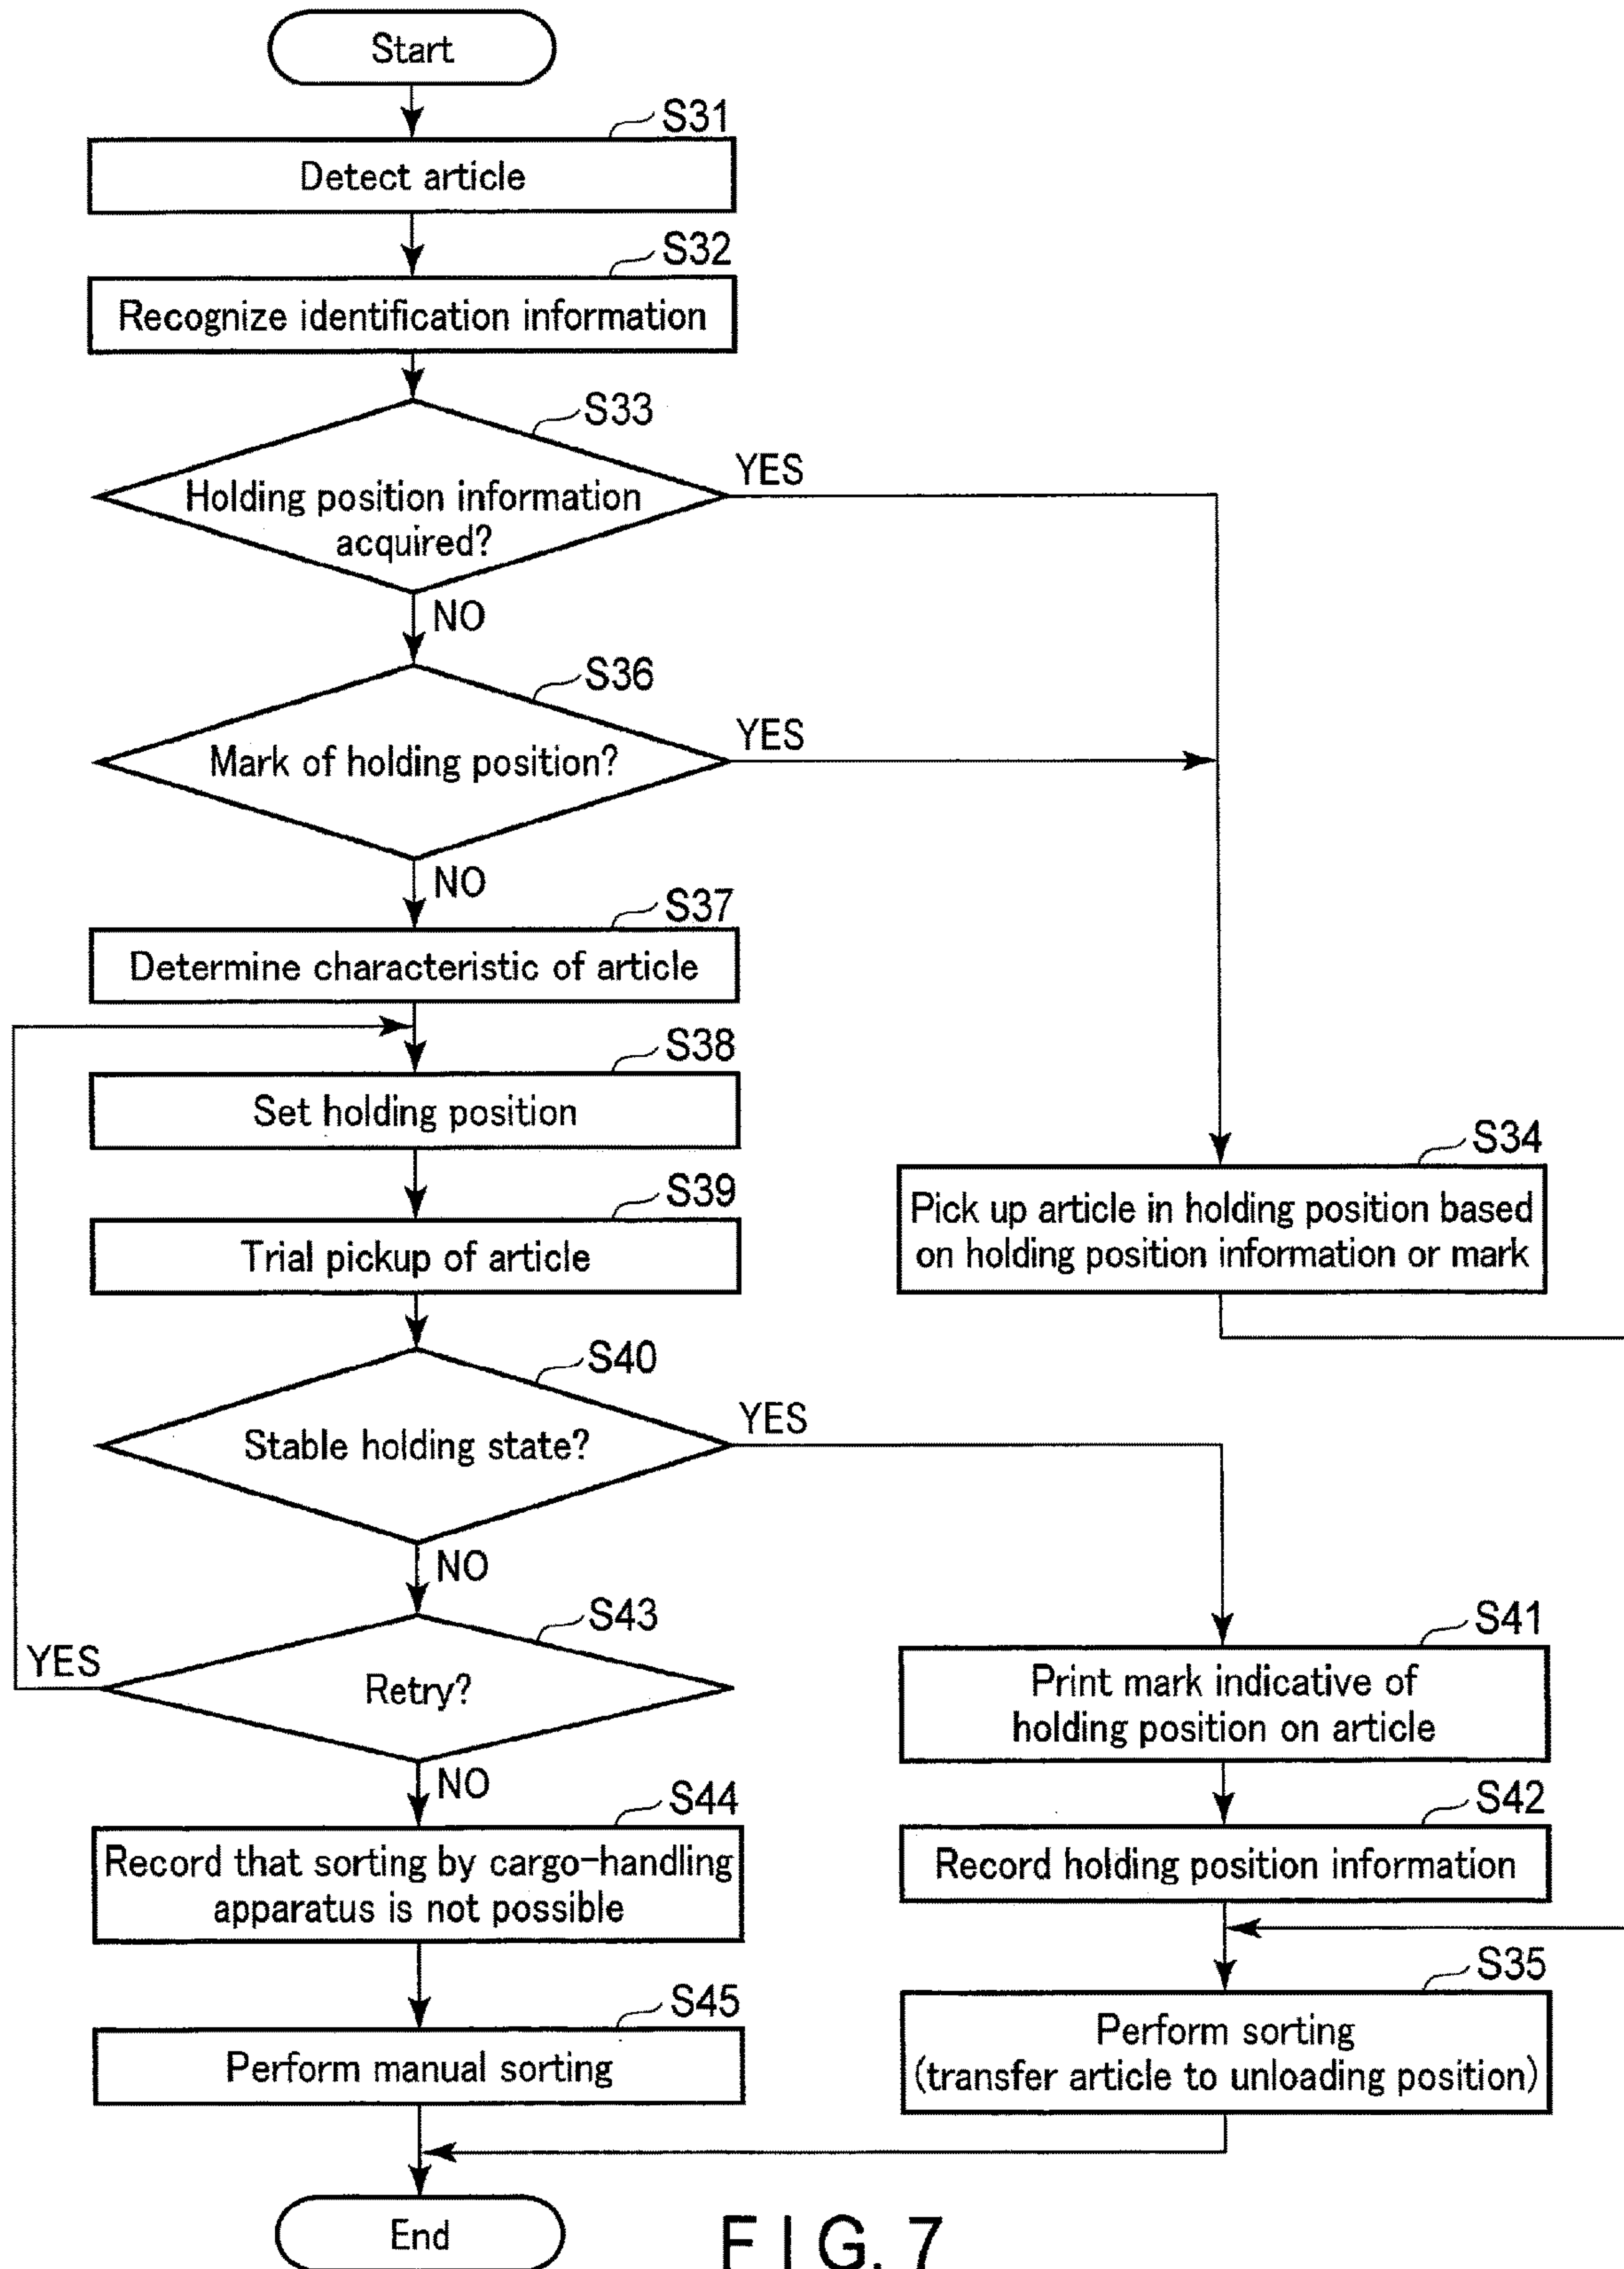 Start
S31
Detect article
S32
Recognize identification information
S33
Holding position information
acquired?
YES
NO
S36
Mark of holding position?
YES
NO
S37
Determine characteristic of article
S38
Set holding position
S39
Trial pickup of article
S34
Pick up article in holding position based
on holding position information or mark
S40
Stable holding state?
YES
NO
S43
Retry?
YES
NO
S41
Print mark indicative of
holding position on article
S42
Record holding position information
S44
Record that sorting by cargo-handling
apparatus is not possible
S45
Perform manual sorting
S35
Perform sorting
(transfer article to unloading position)
End
FIG. 7